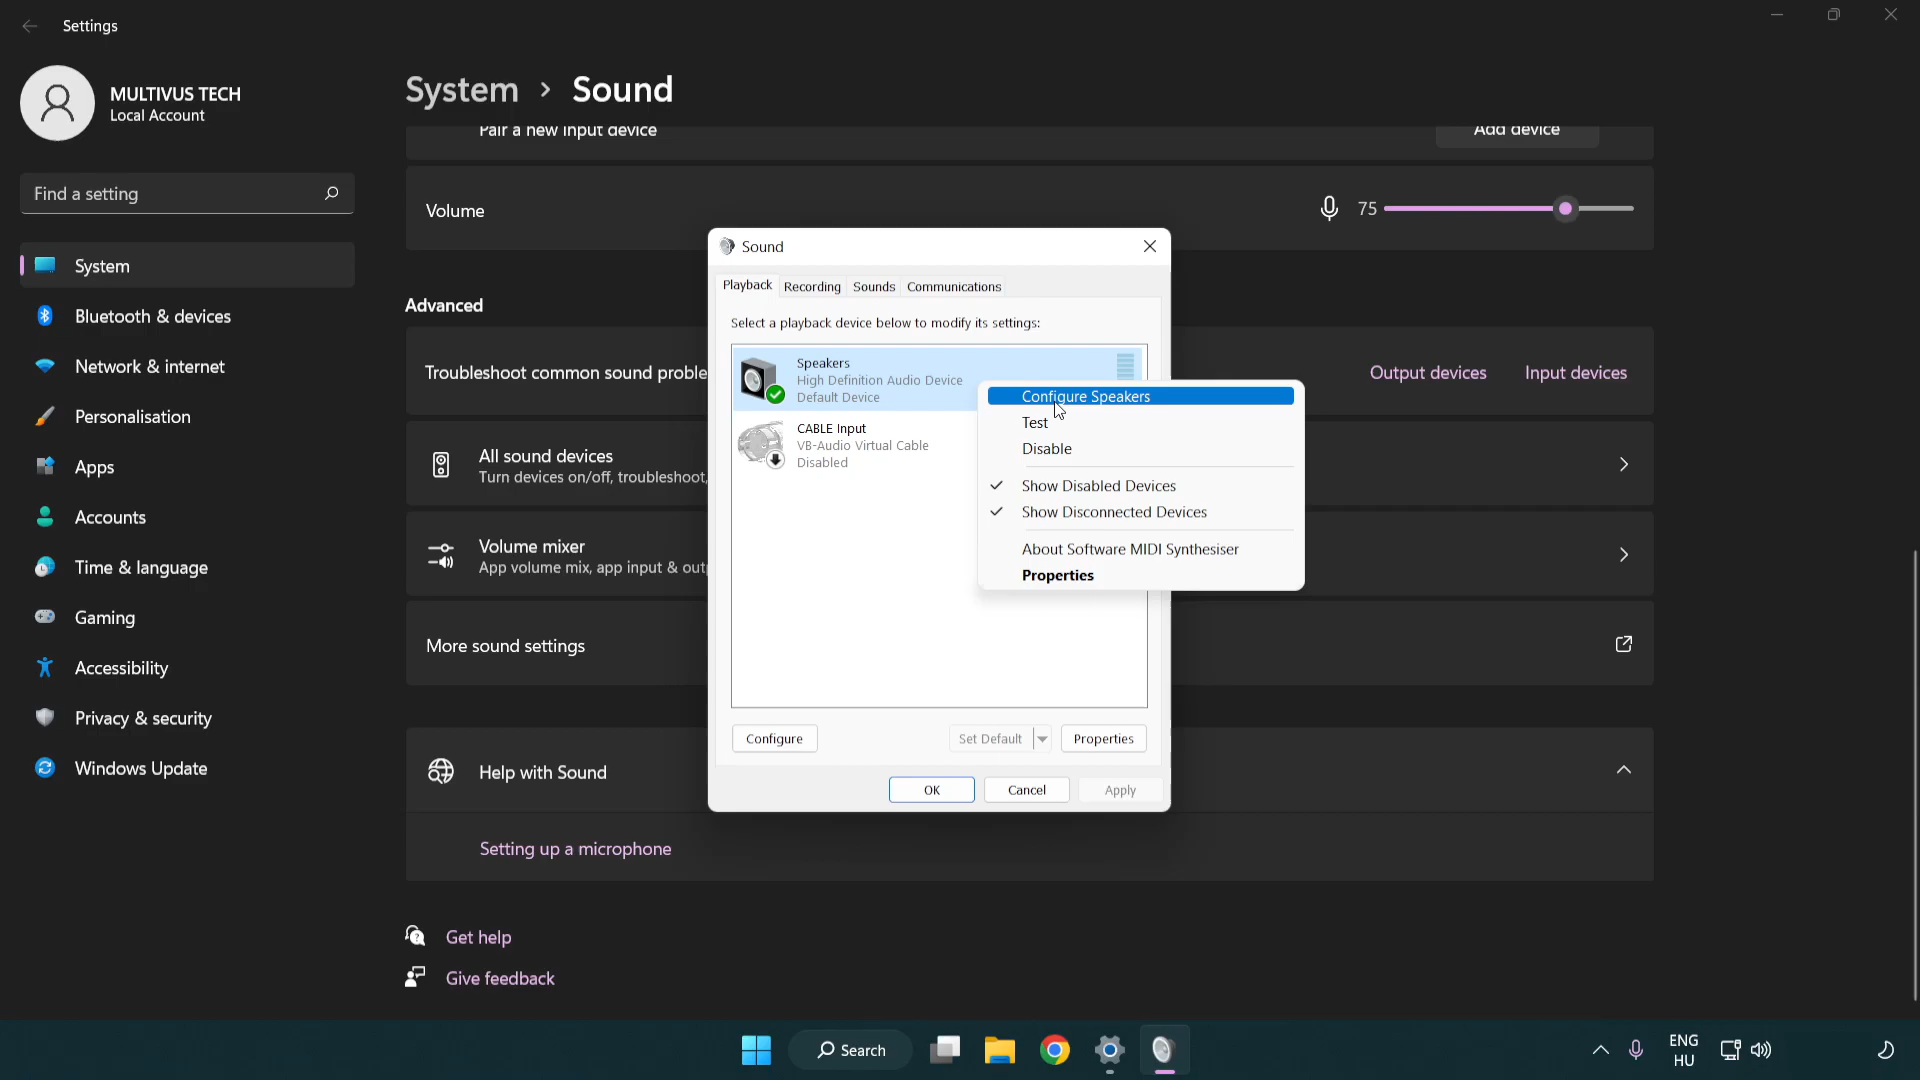 Settings
MULTIVUS TECH
Local Account
Find a setting
System
Bluetooth & devices
Network & internet
Personalisation
Apps
Accounts
Time & language
Gaming
Accessibility
Privacy & security
Windows Update
System > Sound
Pair a new input device
Add device
Volume
75
Advanced
Troubleshoot common sound proble
Output devices
Input devices
All sound devices
Turn devices on/off, troubleshoot,
Volume mixer
App volume mix, app input & outp
More sound settings
Help with Sound
Setting up a microphone
Get help
Give feedback
Sound
Playback
Recording
Sounds
Communications
Select a playback device below to modify its settings:
Speakers
High Definition Audio Device
Default Device
CABLE Input
VB-Audio Virtual Cable
Disabled
Configure Speakers
Test
Disable
Show Disabled Devices
Show Disconnected Devices
About Software MIDI Synthesiser
Properties
Configure
Set Default
Properties
OK
Cancel
Apply
Search
ENG
HU